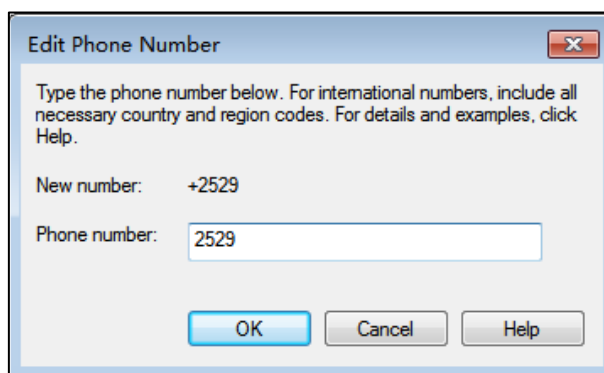 Edit Phone Number
Type the phone number below. For international numbers, include all
necessary country and region codes. For details and examples, click
Help.
New number: +2529
Phone number: 2529
OK Cancel Help